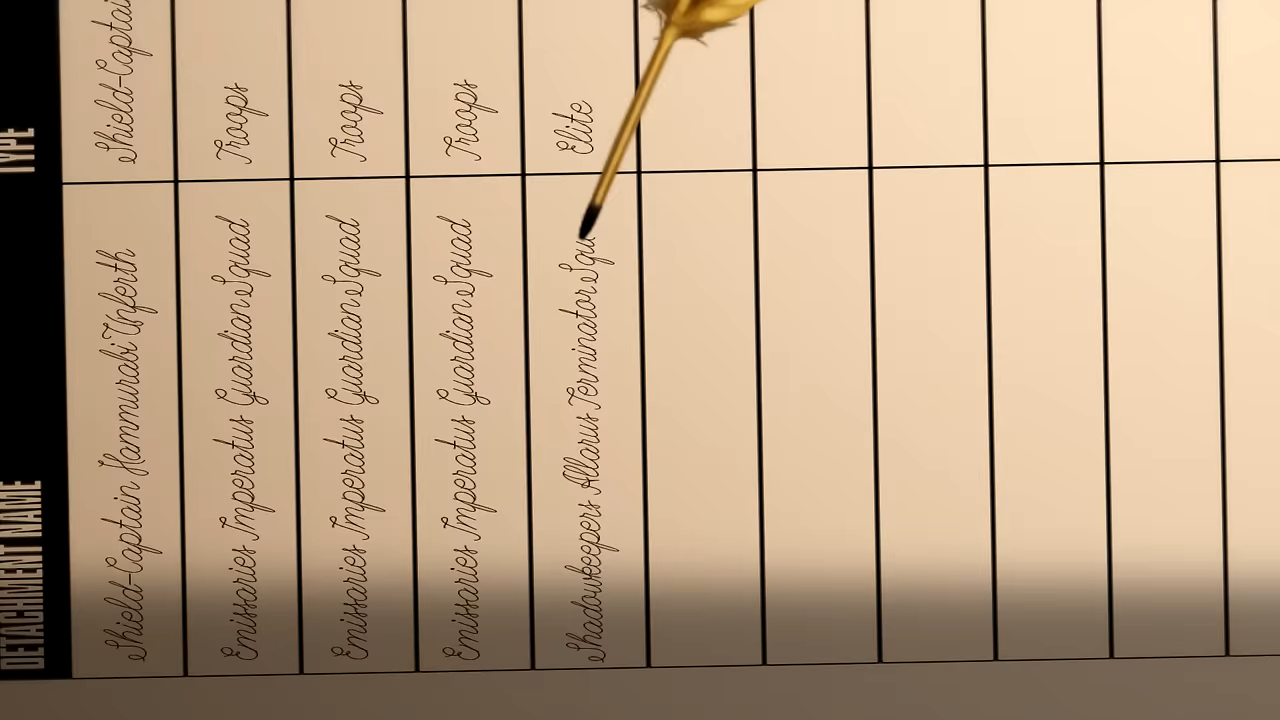 DETACHMENT NAME TYPE
Shield-Captain Hammurabi Unferth Shield-Captai
Emissaries Imperatus Guardian Squad Troops
Emissaries Imperatus Guardian Squad Troops
Emissaries Imperatus Guardian Squad Troops
Shadowkeepers Allarus Terminator Squ Elite